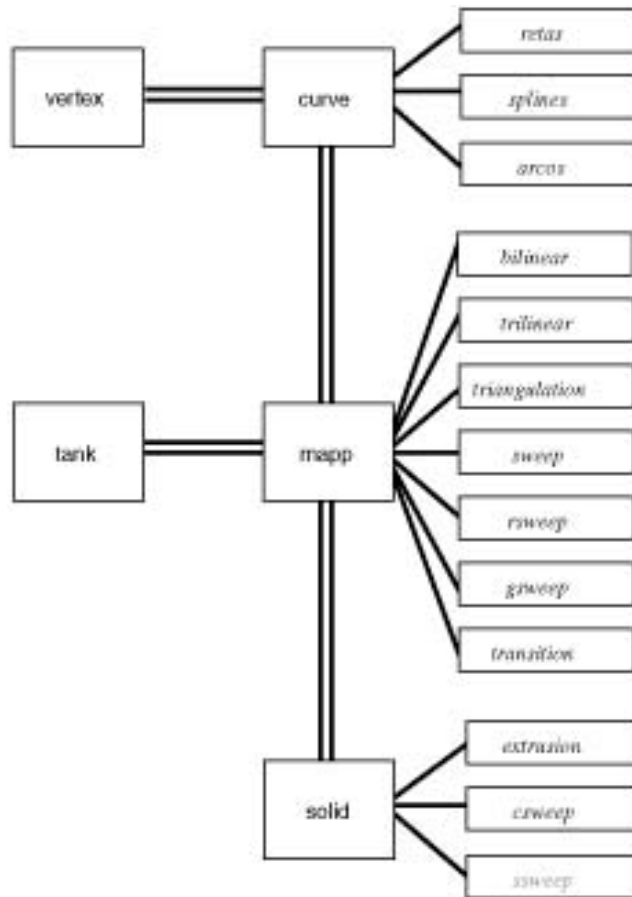 retas
vertex
curve
splines
arcos
bilinear
trilinear
triangulation
tank
mapp
sweep
rsweep
gsweep
transition
extrusion
solid
csweep
ssweep